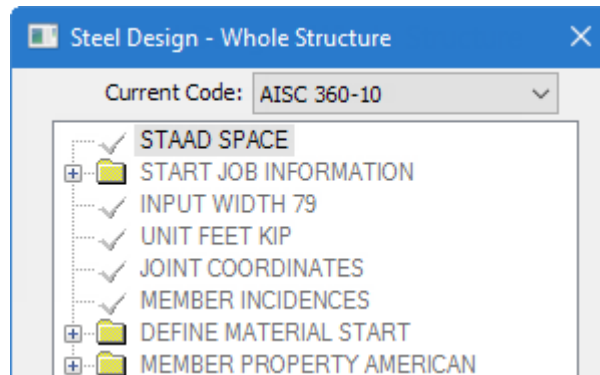 Steel Design - Whole Structure
Current Code: AISC 360-10
STAAD SPACE
START JOB INFORMATION
INPUT WIDTH 79
UNIT FEET KIP
JOINT COORDINATES
MEMBER INCIDENCES
DEFINE MATERIAL START
MEMBER PROPERTY AMERICAN